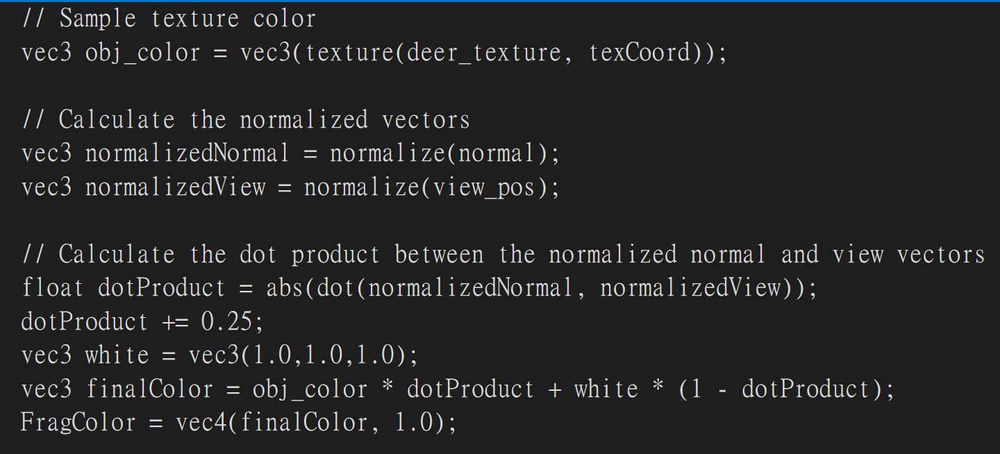 // Sample texture color
vec3 obj_color = vec3(texture(deer_texture, texCoord));
// Calculate the normalized vectors
vec3 normalizedNormal = normalize(normal);
vec3 normalizedView = normalize(view_pos);
// Calculate the dot product between the normalized normal and view vectors
float dotProduct = abs(dot(normalizedNormal, normalizedView));
dotProduct += 0.25;
vec3 white = vec3(1.0,1.0,1.0);
vec3 finalColor = obj_color * dotProduct + white * (1 - dotProduct);
FragColor = vec4(finalColor, 1.0);